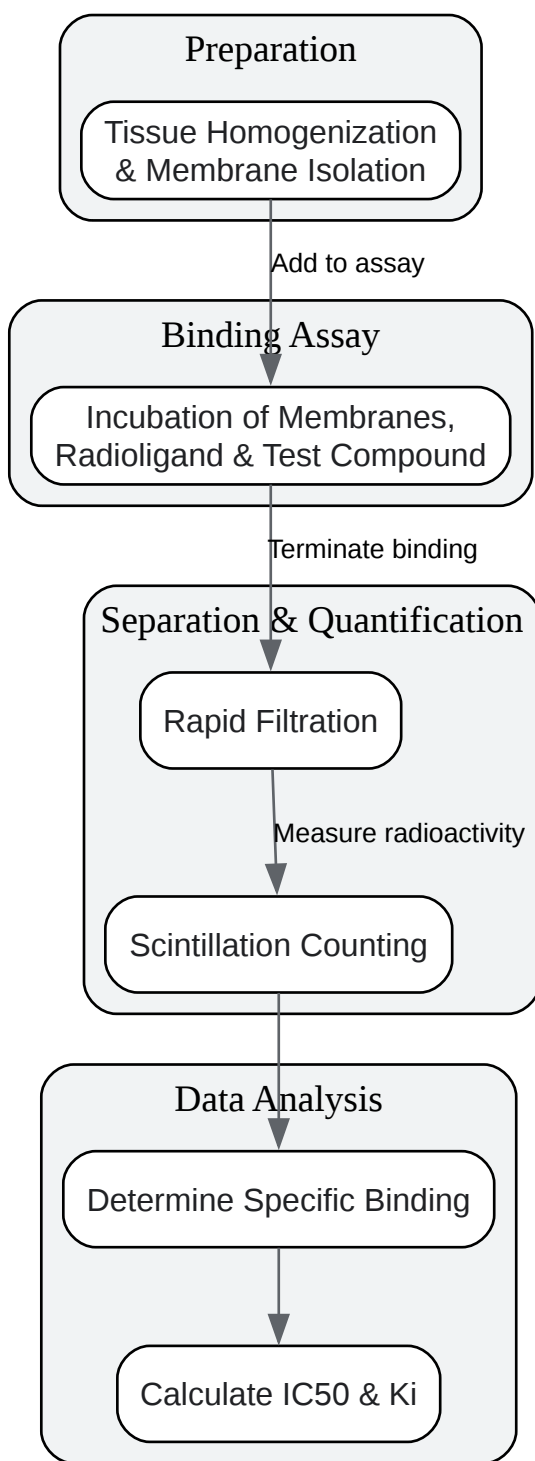 Preparation
Tissue Homogenization
& Membrane Isolation
Add to assay
Binding Assay
Incubation of Membranes,
Radioligand & Test Compound
Terminate binding
Separation & Quantification
Rapid Filtration
Measure radioactivity
Scintillation Counting
Data Analysis
Determine Specific Binding
Calculate IC50 & Ki